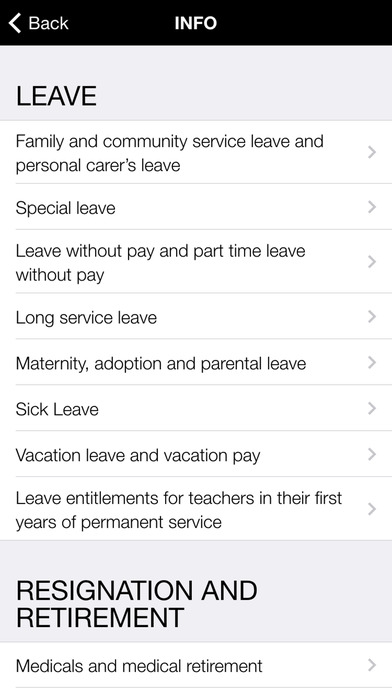 Back
INFO
LEAVE
Family and community service leave and
personal carer’s leave
Special leave
Leave without pay and part time leave
without pay
Long service leave
Maternity, adoption and parental leave
Sick Leave
Vacation leave and vacation pay
Leave entitlements for teachers in their first
years of permanent service
RESIGNATION AND
RETIREMENT
Medicals and medical retirement